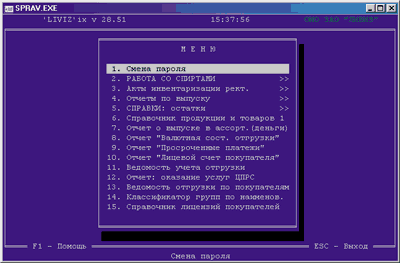 SPRAV.EXE
'LIVIZ'ix v 28.51 15:37:56 ЗАО "ЛИВИЗ"
М Е Н Ю
1. Смена пароля
2. РАБОТА СО СПИРТАМИ >>
3. Акты инвентаризации рект. >>
4. Отчеты по выпуску >>
5. СПРАВКИ: остатки >>
6. Справочник продукции и товаров 1
7. Отчет о выпуске в ассорт.(деньги)
8. Отчет "Валютная сост. отгрузки"
9. Отчет "Просроченные платежи"
10. Отчет "Лицевой счет покупателя"
11. Ведомость учета отгрузки
12. Отчет: оказание услуг ЦПРС
13. Ведомость отгрузки по покупателям
14. Классификатор групп по наименов.
15. Справочник лицензий покупателей
F1 - Помощь ESC - Выход
Смена пароля